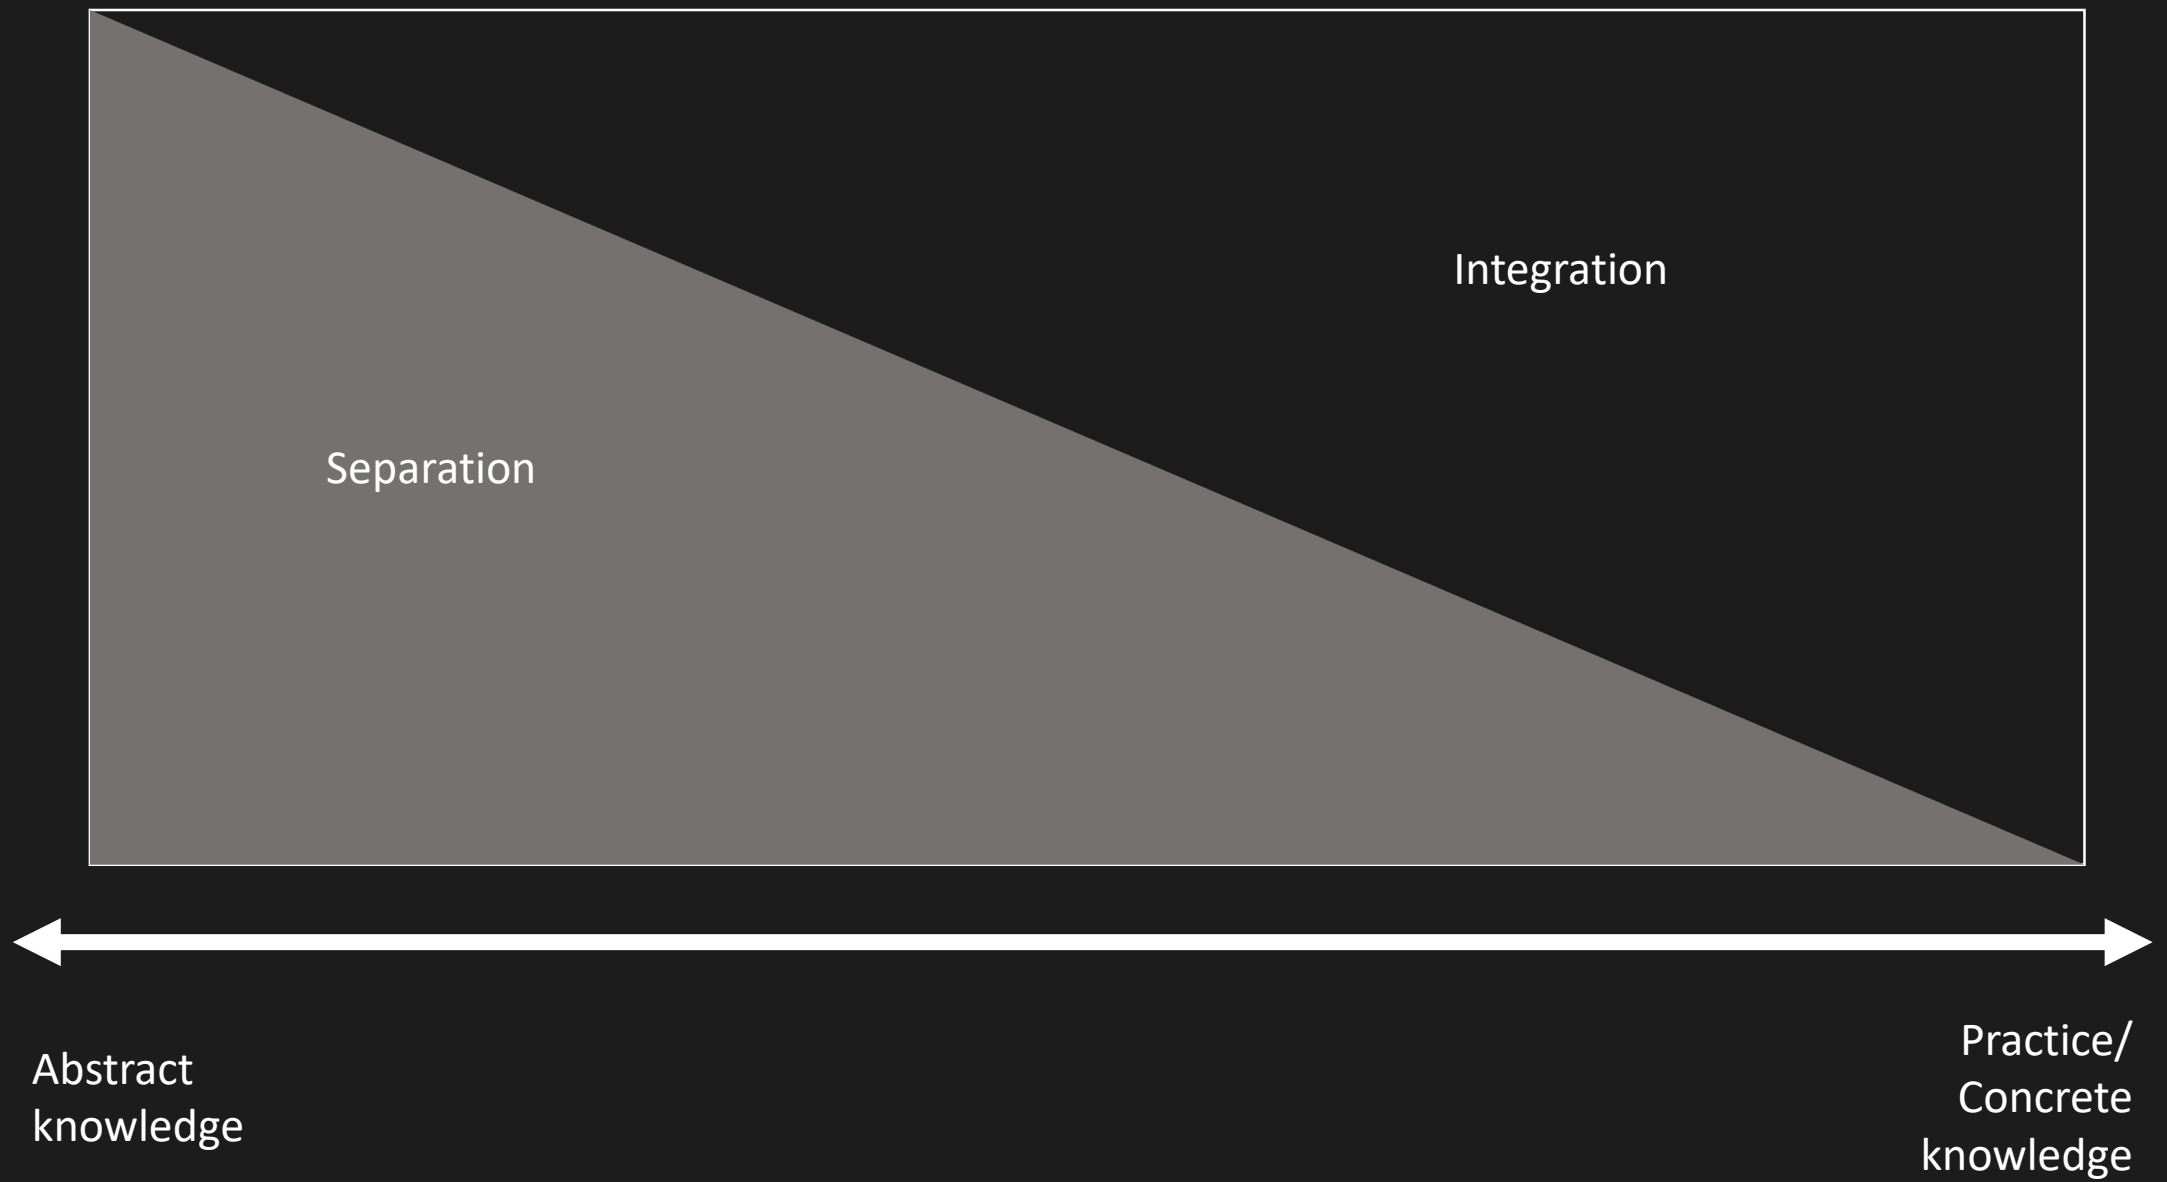 Integration
Separation
Abstract
knowledge
Practice/
Concrete
knowledge